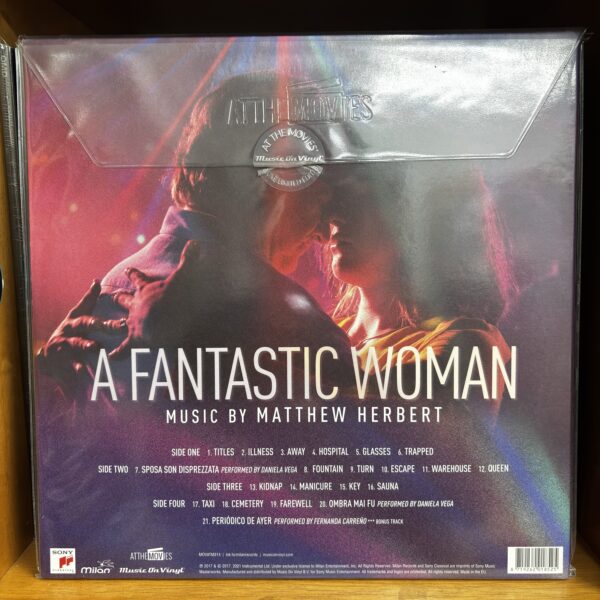 AT THE MOVIES
AT THE MOVIES
Music On Vinyl
A FANTASTIC WOMAN
MUSIC BY MATTHEW HERBERT
SIDE ONE 1. TITLES 2. ILLNESS 3. AWAY 4. HOSPITAL 5. GLASSES 6. TRAPPED
SIDE TWO 7. SPOSA SON DISPREZZATA PERFORMED BY DANIELA VEGA 8. FOUNTAIN 9. TURN 10. ESCAPE 11. WAREHOUSE 12. QUEEN
SIDE THREE 13. KIDNAP 14. MANICURE 15. KEY 16. SAUNA
SIDE FOUR 17. TAXI 18. CEMETERY 19. FAREWELL 20. OMBRA MAI FU PERFORMED BY DANIELA VEGA
21. PERIÓDICO DE AYER PERFORMED BY FERNANDA CARREÑO *** BONUS TRACK
SONY
milan
AT THE MOVIES
Music On Vinyl
musiconvinyl.com